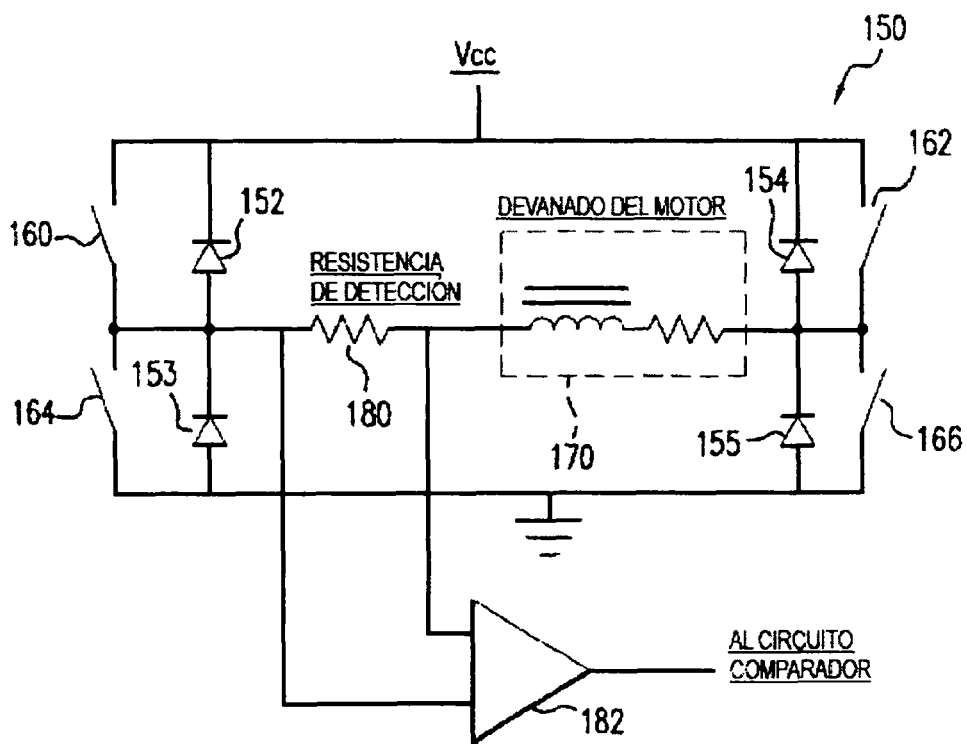 150
Vcc
162
152
154
DEVANADO DEL MOTOR
160
RESISTENCIA
DE DETECCIÓN
153
164
180
170
155
166
AL CIRCUITO
COMPARADOR
182